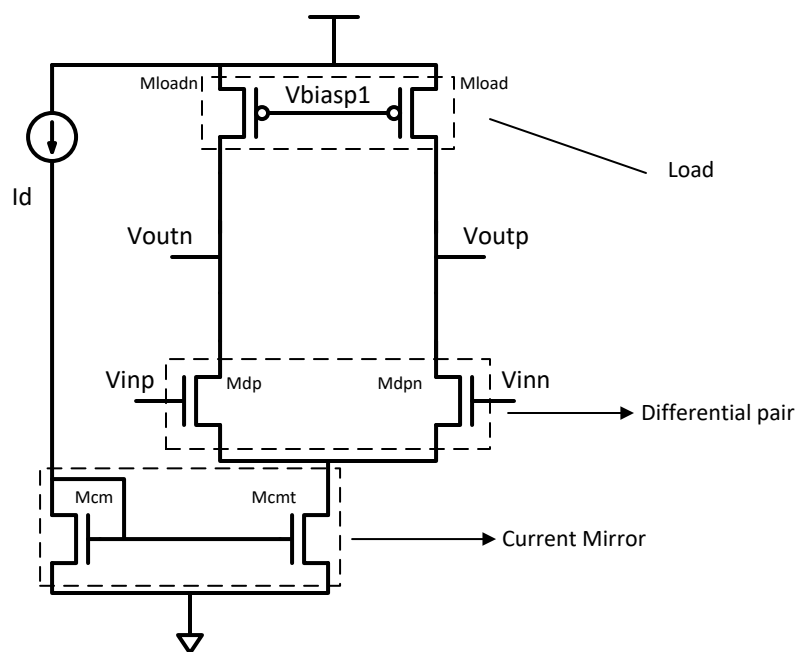 Mloadn
Vbiasp1
Mload
Load
Id
Voutn
Voutp
Vinp
Mdp
Mdpn
Vinn
Differential pair
Mcm
Mcmt
Current Mirror